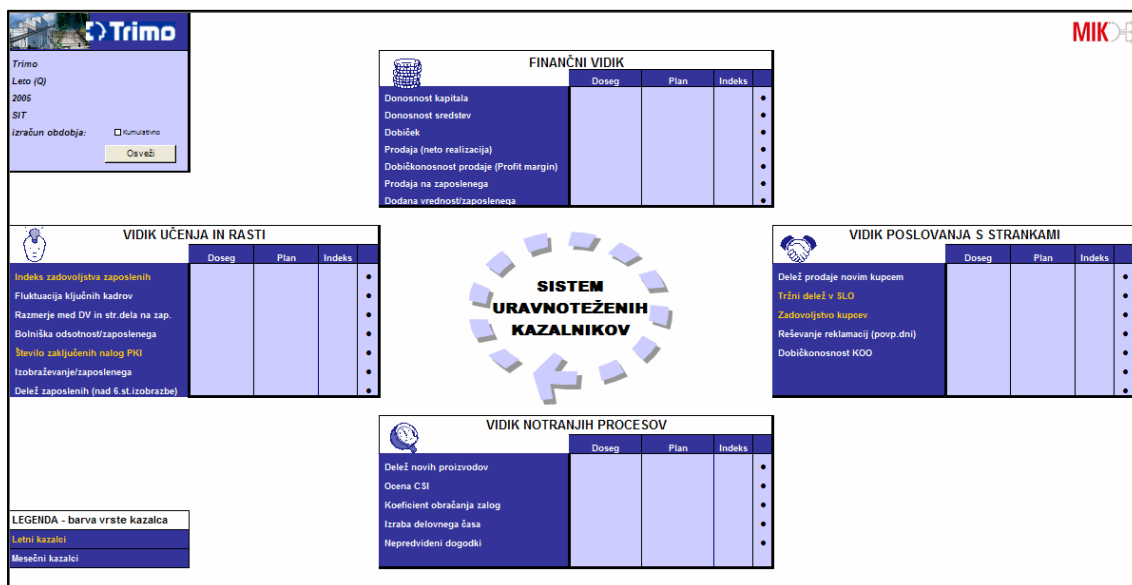 Trimo
MIK
Trimo
Leto (Q)
2005
SIT
izračun obdobja: Kumulativno
Osveži
FINANČNI VIDIK
Doseg Plan Indeks
Donosnost kapitala
Donosnost sredstev
Dobiček
Prodaja (neto realizacija)
Dobičkonosnost prodaje (Profit margin)
Prodaja na zaposlenega
Dodana vrednost/zaposlenega
VIDIK UČENJA IN RASTI
Doseg Plan Indeks
Indeks zadovoljstva zaposlenih
Fluktuacija ključnih kadrov
Razmerje med DV in str.dela na zap.
Bolniška odsotnost/zaposlenega
Število zaključenih nalog PKI
Izobraževanje/zaposlenega
Delež zaposlenih (nad 6.st.izobrazbe)
SISTEM
URAVNOTEŽENIH
KAZALNIKOV
VIDIK POSLOVANJA S STRANKAMI
Doseg Plan Indeks
Delež prodaje novim kupcem
Tržni delež v SLO
Zadovoljstvo kupcev
Reševanje reklamacij (povp.dni)
Dobičkonosnost KOO
VIDIK NOTRANJIH PROCESOV
Doseg Plan Indeks
Delež novih proizvodov
Ocena CSI
Koeficient obračanja zalog
Izraba delovnega časa
Nepredvideni dogodki
LEGENDA - barva vrste kazalca
Letni kazalci
Mesečni kazalci